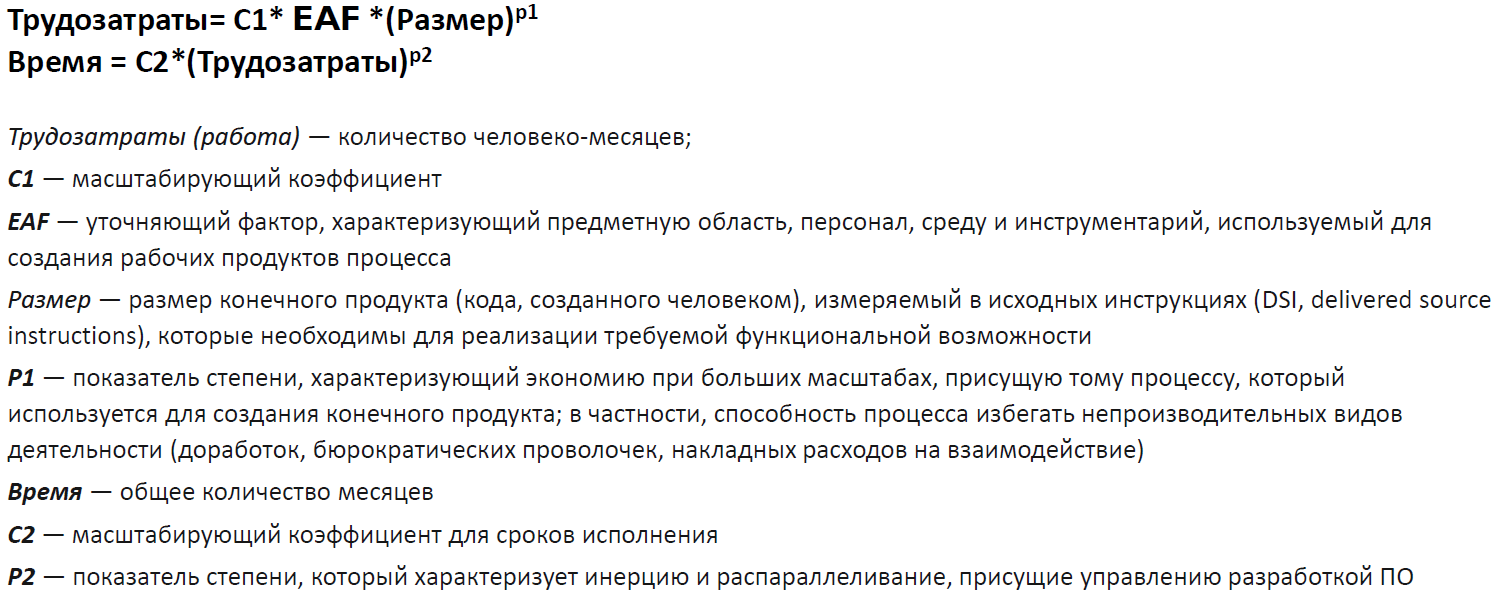 Трудозатраты= C1* EAF *(Размер)p1
Время = C2*(Трудозатраты)p2
Трудозатраты (работа) — количество человеко-месяцев;
C1 — масштабирующий коэффициент
EAF — уточняющий фактор, характеризующий предметную область, персонал, среду и инструментарий, используемый для
создания рабочих продуктов процесса
Размер — размер конечного продукта (кода, созданного человеком), измеряемый в исходных инструкциях (DSI, delivered source
instructions), которые необходимы для реализации требуемой функциональной возможности
P1 — показатель степени, характеризующий экономию при больших масштабах, присущую тому процессу, который
используется для создания конечного продукта; в частности, способность процесса избегать непроизводительных видов
деятельности (доработок, бюрократических проволочек, накладных расходов на взаимодействие)
Время — общее количество месяцев
C2 — масштабирующий коэффициент для сроков исполнения
P2 — показатель степени, который характеризует инерцию и распараллеливание, присущие управлению разработкой ПО